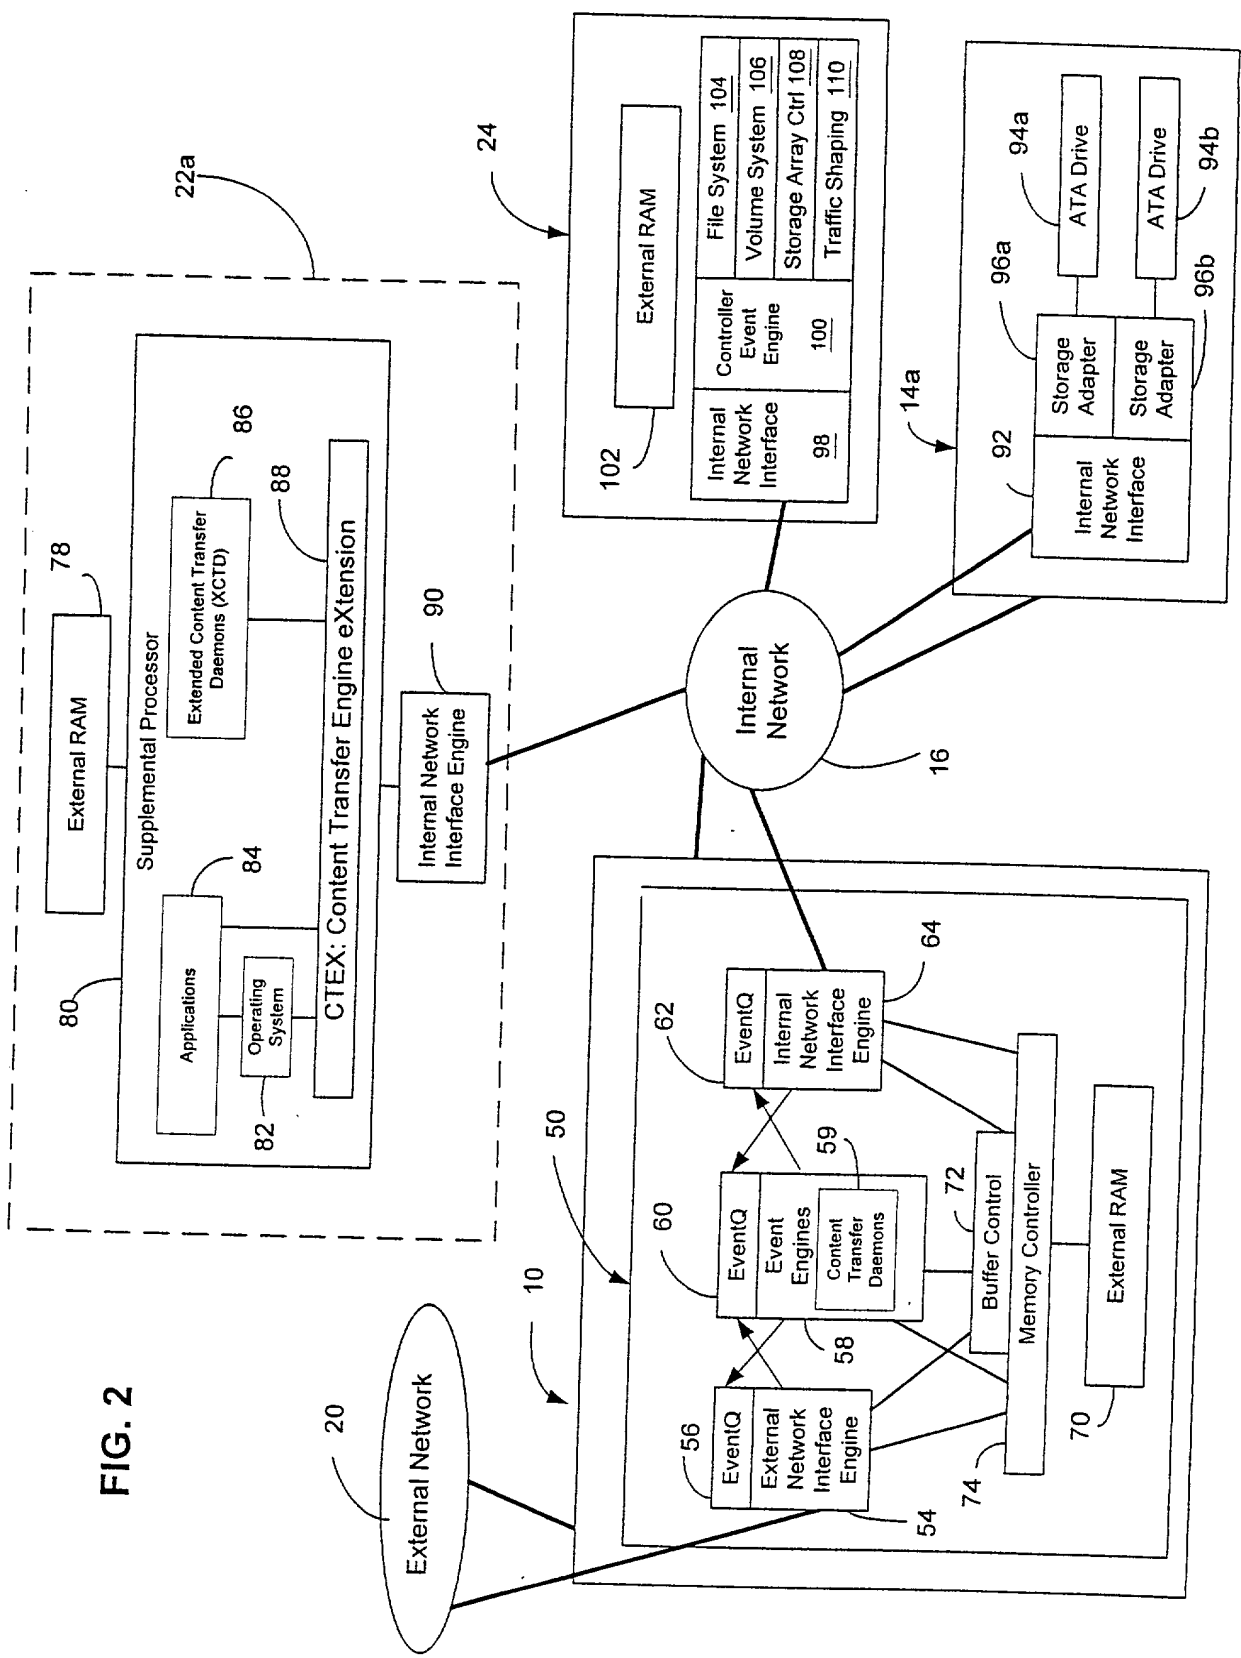 FIG. 2
22a
78
External RAM
80
Supplemental Processor
Applications
84
Operating
System
82
Extended Content Transfer
Daemons (XCTD)
86
88
CTEX: Content Transfer Engine eXtension
Internal Network
Interface Engine
90
20
External Network
24
External RAM
102
Internal
Network
Interface
98
Controller
Event
Engine
100
File System 104
Volume System 106
Storage Array Ctrl 108
Traffic Shaping 110
Internal
Network
16
14a
92
Internal
Network
Interface
96a
Storage
Adapter
Storage
Adapter
96b
94a
ATA Drive
ATA Drive
94b
10
50
56
EventQ
External
Network
Interface
Engine
54
60
EventQ
Event
Engines
Content
Transfer
Daemons
59
58
62
EventQ
Internal
Network
Interface
Engine
64
72
Buffer Control
Memory Controller
74
External RAM
70